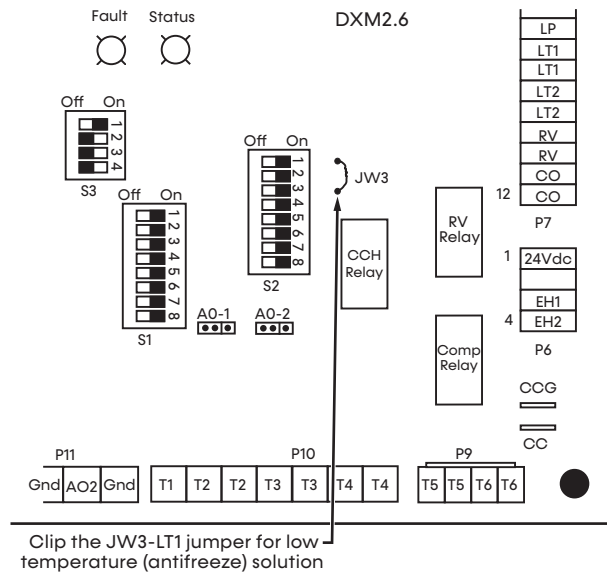 Fault Status
DXM2.6
LP
LT1
LT1
LT2
LT2
RV
RV
CO
12 CO
P7
1 24Vdc
EH1
4 EH2
P6
CCG
CC
Off On
1
2
3
4
S3
Off On
1
2
3
4
5
6
7
8
S1
Off On
1
2
3
4
5
6
7
8
S2
JW3
CCH
Relay
RV
Relay
Comp
Relay
A0-1 A0-2
P11
Gnd AO2 Gnd
P10
T1 T2 T2 T3 T3 T4 T4
P9
T5 T5 T6 T6
Clip the JW3-LT1 jumper for low
temperature (antifreeze) solution